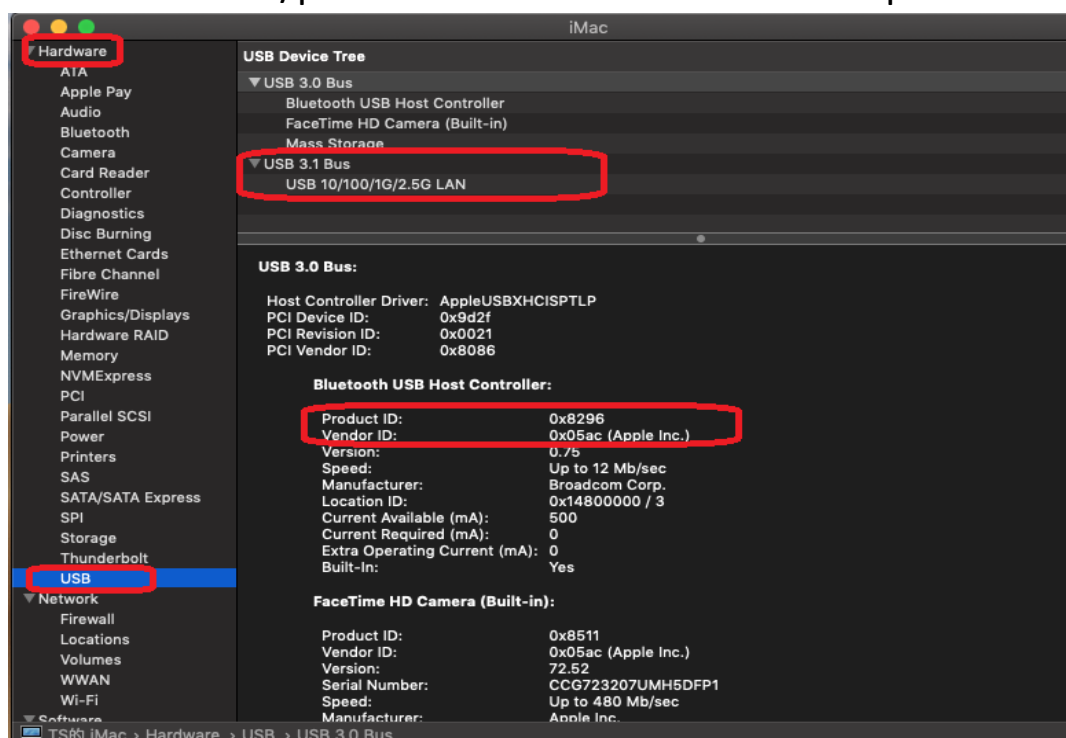 iMac
Hardware
ATA
Apple Pay
Audio
Bluetooth
Camera
Card Reader
Controller
Diagnostics
Disc Burning
Ethernet Cards
Fibre Channel
FireWire
Graphics/Displays
Hardware RAID
Memory
NVMExpress
PCI
Parallel SCSI
Power
Printers
SAS
SATA/SATA Express
SPI
Storage
Thunderbolt
USB
Network
Firewall
Locations
Volumes
WWAN
Wi-Fi
Software
USB Device Tree
USB 3.0 Bus
Bluetooth USB Host Controller
FaceTime HD Camera (Built-in)
Mass Storage
USB 3.1 Bus
USB 10/100/1G/2.5G LAN
USB 3.0 Bus:
Host Controller Driver: AppleUSBXHCISPTLP
PCI Device ID: 0x9d2f
PCI Revision ID: 0x0021
PCI Vendor ID: 0x8086
Bluetooth USB Host Controller:
Product ID: 0x8296
Vendor ID: 0x05ac (Apple Inc.)
Version: 0.75
Speed: Up to 12 Mb/sec
Manufacturer: Broadcom Corp.
Location ID: 0x14800000 / 3
Current Available (mA): 500
Current Required (mA): 0
Extra Operating Current (mA): 0
Built-In: Yes
FaceTime HD Camera (Built-in):
Product ID: 0x8511
Vendor ID: 0x05ac (Apple Inc.)
Version: 72.52
Serial Number: CCG723207UMH5DFP1
Speed: Up to 480 Mb/sec
Manufacturer: Apple Inc.
TS的 iMac › Hardware › USB › USB 3.0 Bus